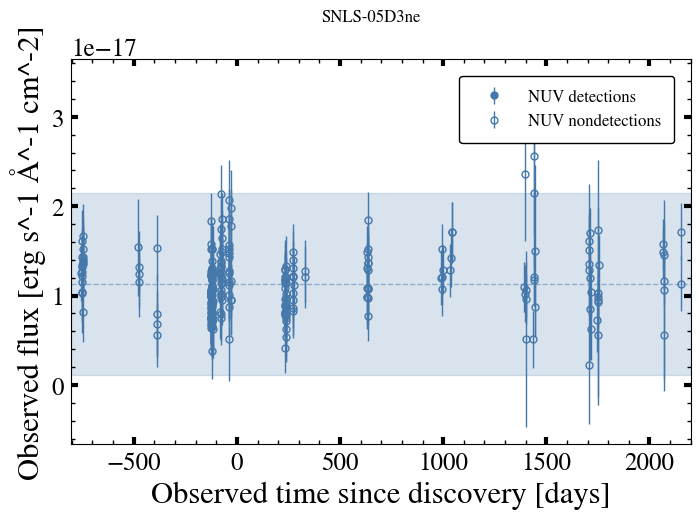 SNLS-05D3ne
1e−17
Observed flux [erg s^-1 Å^-1 cm^-2]
3
2
1
0
NUV detections
NUV nondetections
−500 0 500 1000 1500 2000
Observed time since discovery [days]